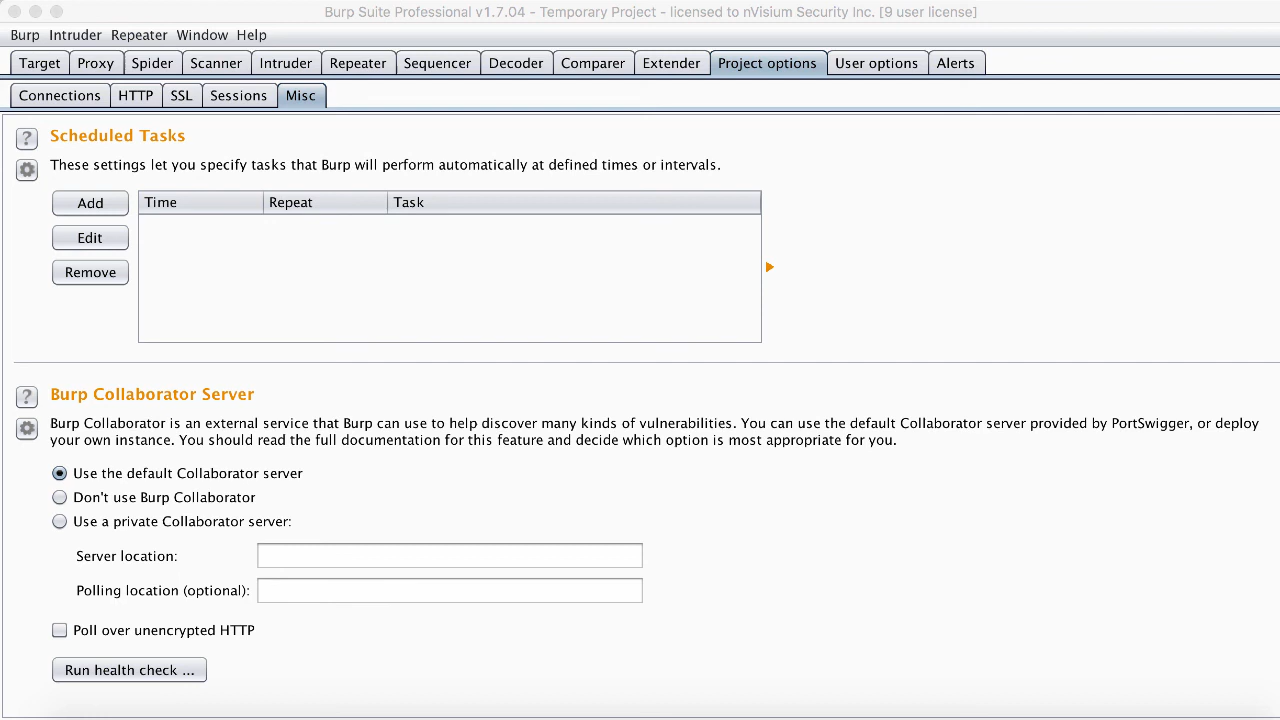 Burp Suite Professional v1.7.04 - Temporary Project - licensed to nVisium Security Inc. [9 user license]
Burp Intruder Repeater Window Help
Target Proxy Spider Scanner Intruder Repeater Sequencer Decoder Comparer Extender Project options User options Alerts
Connections HTTP SSL Sessions Misc
? Scheduled Tasks
These settings let you specify tasks that Burp will perform automatically at defined times or intervals.
Add Time Repeat Task
Edit
Remove
? Burp Collaborator Server
Burp Collaborator is an external service that Burp can use to help discover many kinds of vulnerabilities. You can use the default Collaborator server provided by PortSwigger, or deploy
your own instance. You should read the full documentation for this feature and decide which option is most appropriate for you.
Use the default Collaborator server
Don't use Burp Collaborator
Use a private Collaborator server:
Server location:
Polling location (optional):
Poll over unencrypted HTTP
Run health check ...